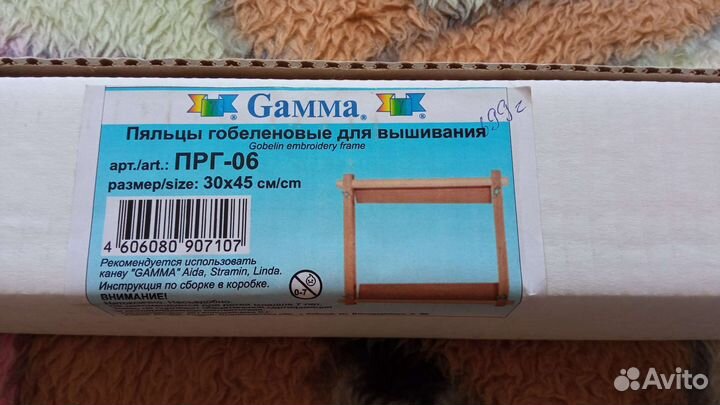 Gamma®
Пяльцы гобеленовые для вышивания
Gobelin embroidery frame
арт./art.: ПРГ-06
размер/size: 30x45 см/cm
4 606080 907107
Рекомендуется использовать
канву "GAMMA" Aida, Stramin, Linda.
Инструкция по сборке в коробке.
0-7
ВНИМАНИЕ!
Avito